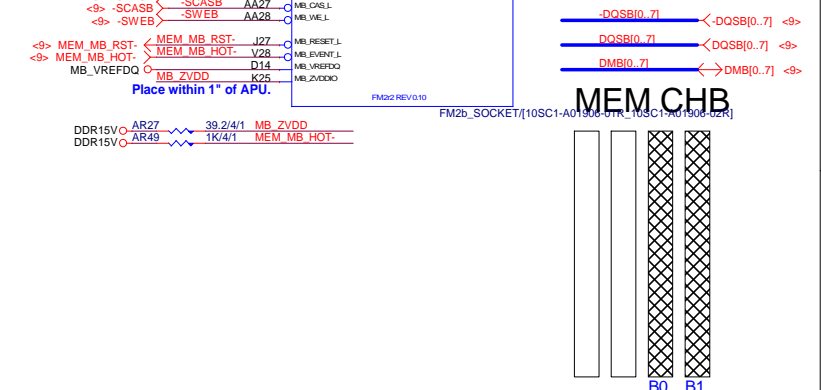 <9> -SCASB -SCASB AA27 MB_CAS_L
<9> -SWEB -SWEB AA28 MB_WE_L
<9> MEM_MB_RST- MEM_MB_RST- J27 MB_RESET_L
<9> MEM_MB_HOT- MEM_MB_HOT- V28 MB_EVENT_L
MB_VREFDQ D14 MB_VREFDQ
MB_ZVDD K25 MB_ZVDDIO
Place within 1" of APU.
FM2r2 REV 0.10
FM2b_SOCKET/[10SC1-A01906-01R_10SC1-A01906-02R]
-DQSB[0..7] -DQSB[0..7] <9>
DQSB[0..7] DQSB[0..7] <9>
DMB[0..7] DMB[0..7] <9>
MEM CHB
DDR15V AR27 39.2/4/1 MB_ZVDD
DDR15V AR49 1K/4/1 MEM_MB_HOT-
B0 B1